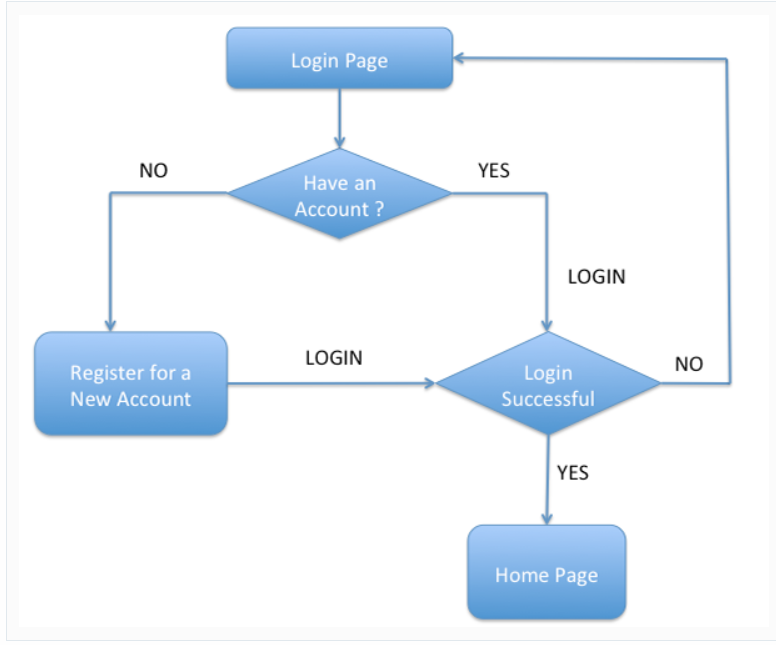 Login Page
NO
YES
Have an
Account ?
LOGIN
Register for a
New Account
LOGIN
Login
Successful
NO
YES
Home Page